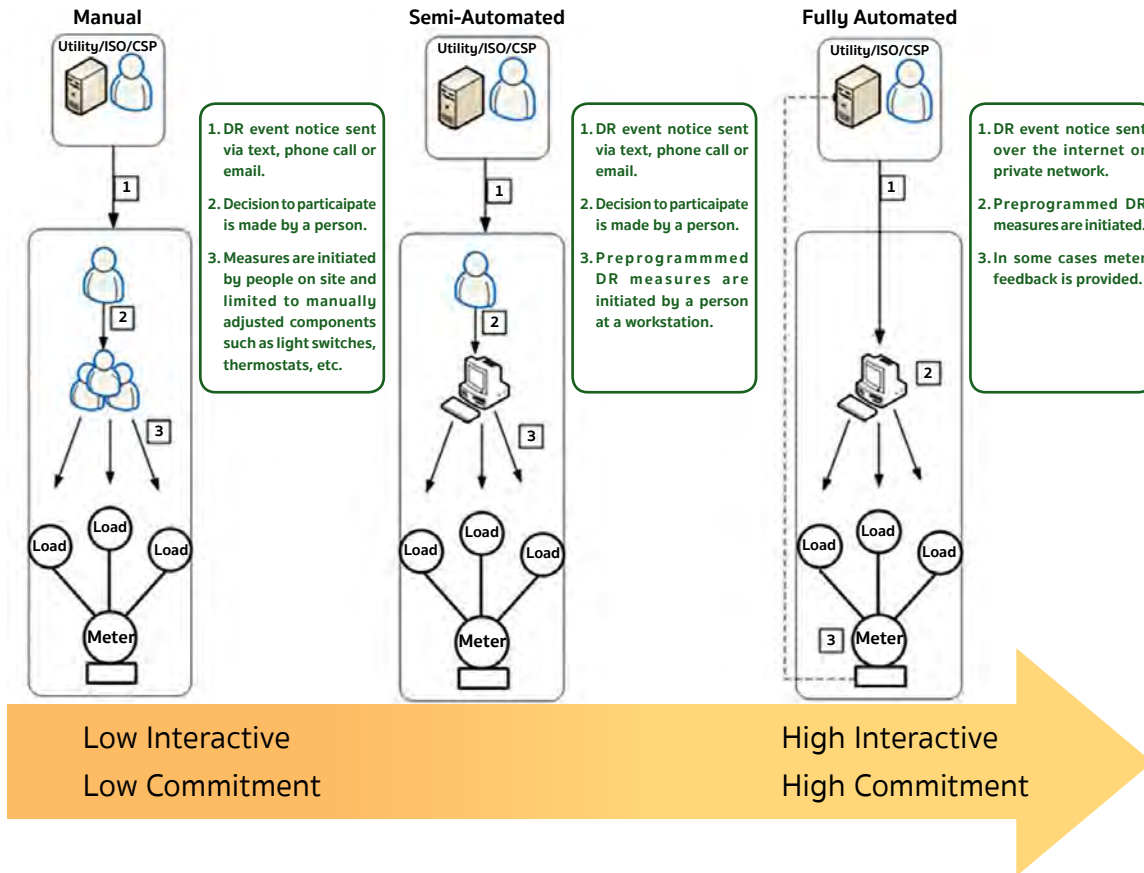 Manual
Utility/ISO/CSP
1
2
3
Load
Load
Load
Meter
1. DR event notice sent
via text, phone call or
email.
2. Decision to partcaipate
is made by a person.
3. Measures are initiated
by people on site and
limited to manually
adjusted components
such as light switches,
thermostats, etc.
Semi-Automated
Utility/ISO/CSP
1
2
3
Load
Load
Load
Meter
1. DR event notice sent
via text, phone call or
email.
2. Decision to particaipate
is made by a person.
3. Preprogrammmed
DR measures are
initiated by a person
at a workstation.
Fully Automated
Utility/ISO/CSP
1
2
Load
Load
Load
3
Meter
1. DR event notice sent
over the internet or
private network.
2. Preprogrammed DR
measures are initiated.
3. In some cases meter
feedback is provided.
Low Interactive
Low Commitment
High Interactive
High Commitment